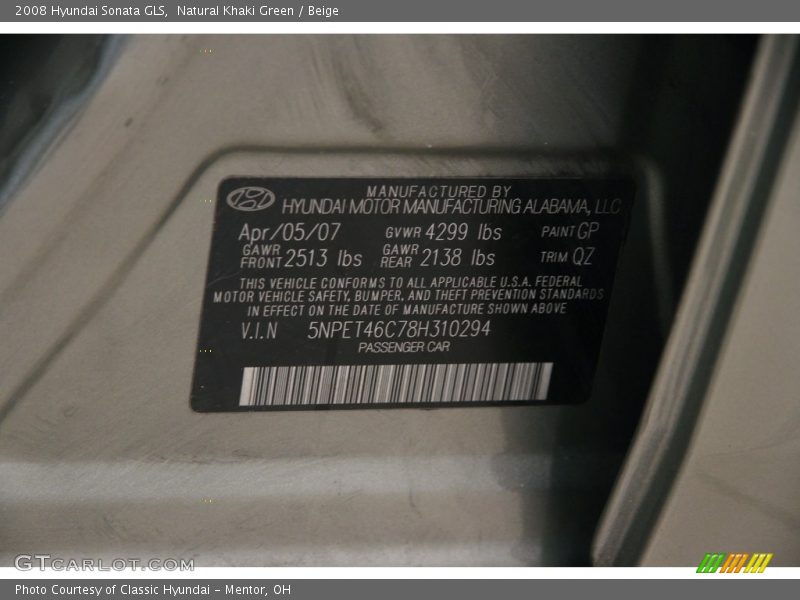 2008 Hyundai Sonata GLS,  Natural Khaki Green / Beige
MANUFACTURED BY
HYUNDAI MOTOR MANUFACTURING ALABAMA, LLC
Apr/05/07 GVWR 4299 lbs PAINT GP
GAWR FRONT 2513 lbs GAWR REAR 2138 lbs TRIM QZ
THIS VEHICLE CONFORMS TO ALL APPLICABLE U.S.A. FEDERAL
MOTOR VEHICLE SAFETY, BUMPER, AND THEFT PREVENTION STANDARDS
IN EFFECT ON THE DATE OF MANUFACTURE SHOWN ABOVE
V.I.N 5NPET46C78H310294
PASSENGER CAR
GTCARLOT.COM
Photo Courtesy of Classic Hyundai - Mentor, OH